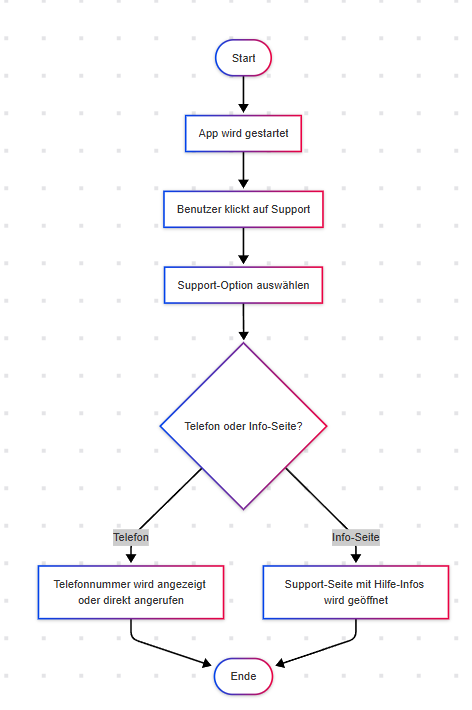 Start
App wird gestartet
Benutzer klickt auf Support
Support-Option auswählen
Telefon oder Info-Seite?
Telefon
Info-Seite
Telefonnummer wird angezeigt
oder direkt angerufen
Support-Seite mit Hilfe-Infos
wird geöffnet
Ende